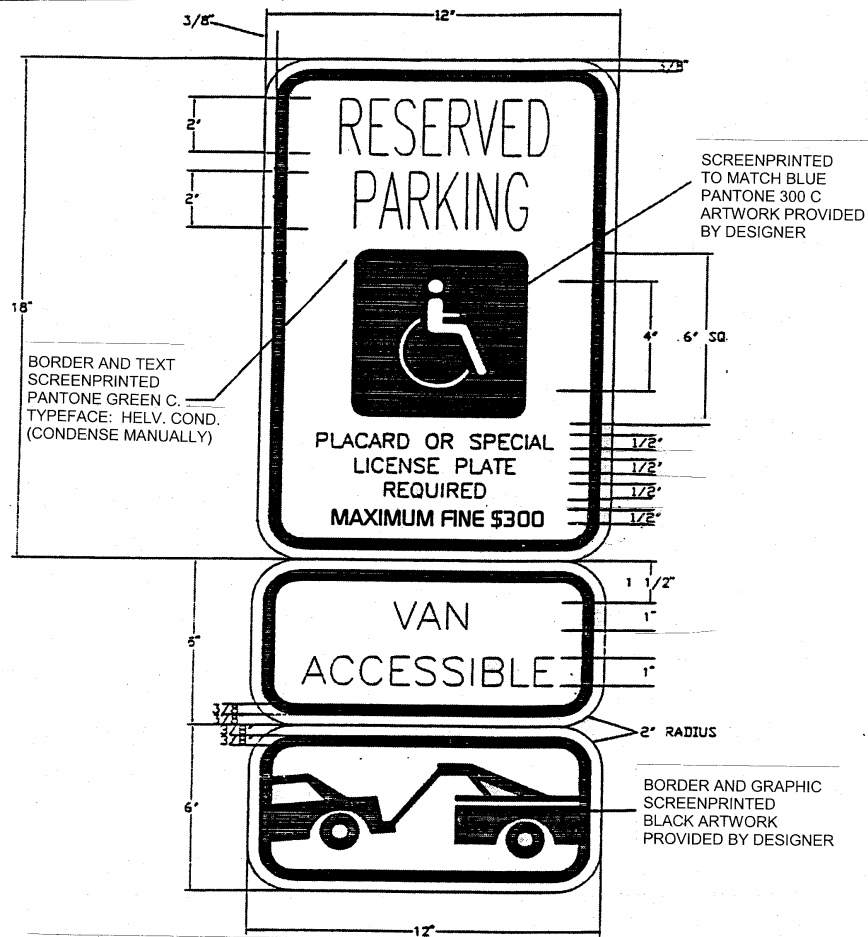 3/8"
12"
3/8"
2"
RESERVED
PARKING
2"
SCREENPRINTED
TO MATCH BLUE
PANTONE 300 C
ARTWORK PROVIDED
BY DESIGNER
18"
4"
6" SQ.
BORDER AND TEXT
SCREENPRINTED
PANTONE GREEN C.
TYPEFACE: HELV. COND.
(CONDENSE MANUALLY)
PLACARD OR SPECIAL
LICENSE PLATE
REQUIRED
MAXIMUM FINE $300
1/2"
1/2"
1/2"
1/2"
1 1/2"
VAN
ACCESSIBLE
1"
1"
5"
3/8
3/8
3/8"
3/8"
2" RADIUS
6"
BORDER AND GRAPHIC
SCREENPRINTED
BLACK ARTWORK
PROVIDED BY DESIGNER
12"